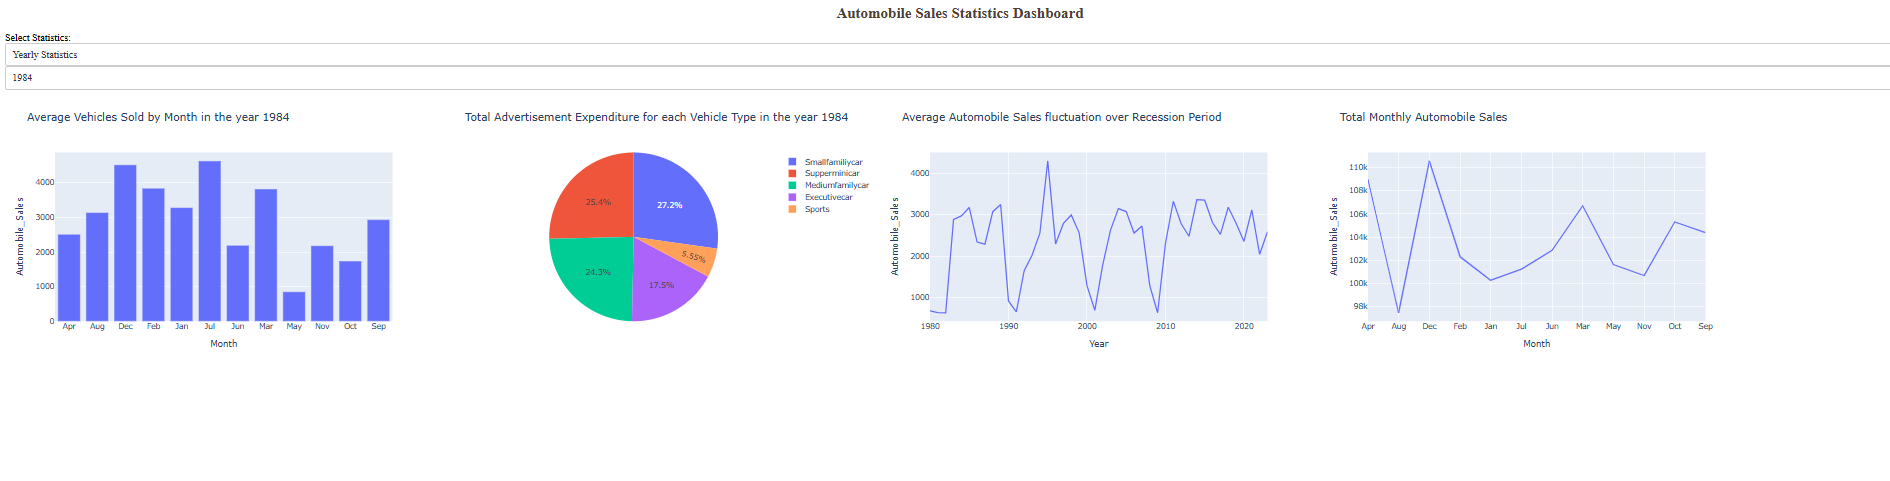 Automobile Sales Statistics Dashboard
Select Statistics:
Yearly Statistics
1984
Average Vehicles Sold by Month in the year 1984
Automobile_Sales
4000
3000
2000
1000
0
Apr Aug Dec Feb Jan Jul Jun Mar May Nov Oct Sep
Month
Total Advertisement Expenditure for each Vehicle Type in the year 1984
25.4%
27.2%
5.55%
24.3%
17.5%
Smallfamiliycar
Supperminicar
Mediumfamilycar
Executivecar
Sports
Average Automobile Sales fluctuation over Recession Period
Automobile_Sales
4000
3000
2000
1000
1980 1990 2000 2010 2020
Year
Total Monthly Automobile Sales
Automobile_Sales
110k
108k
106k
104k
102k
100k
98k
Apr Aug Dec Feb Jan Jul Jun Mar May Nov Oct Sep
Month